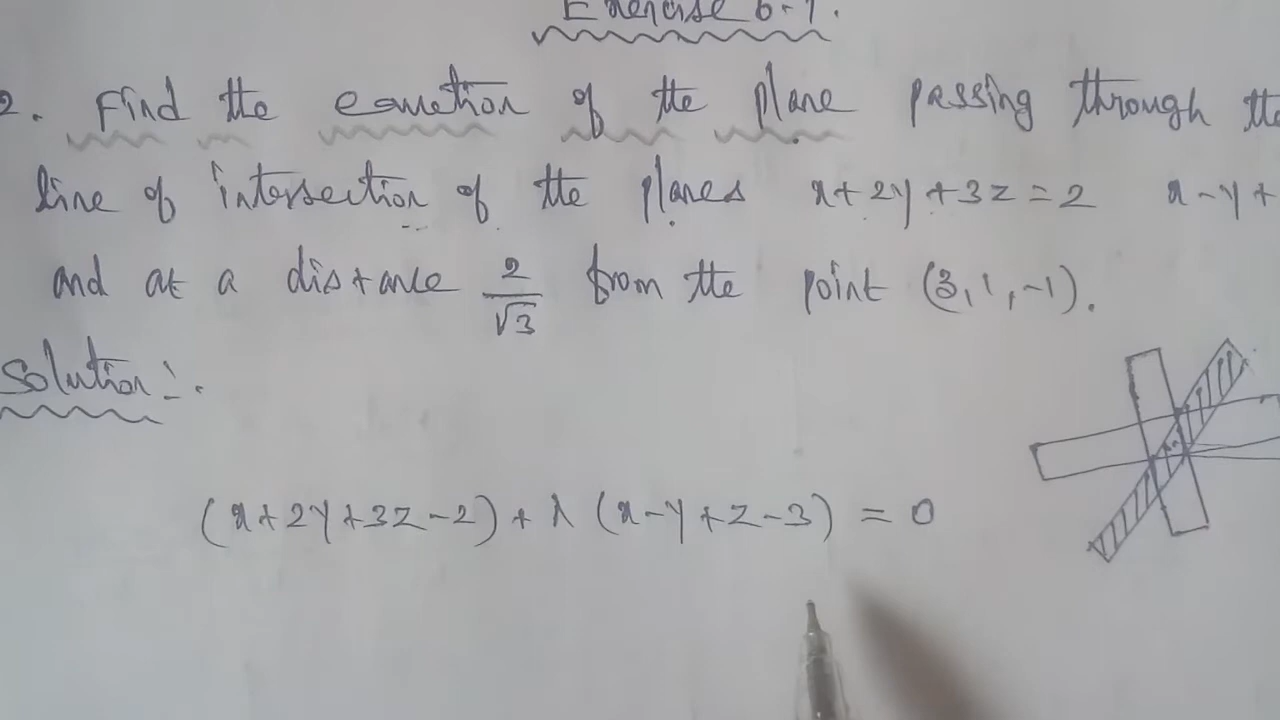 Exercise 6.9.
2. Find the equation of the plane passing through the
line of intersection of the planes x+2y+3z=2 x-y+
and at a distance 2/√3 from the point (3,1,-1).
Solution:-
(x+2y+3z-2)+λ(x-y+z-3)=0